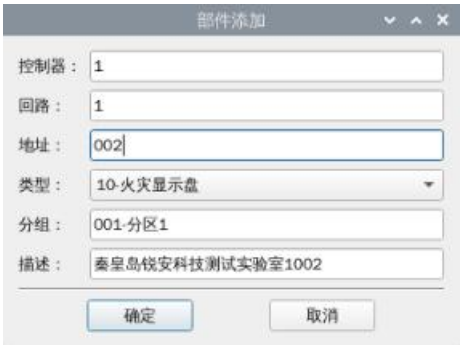 部件添加
控制器： 1
回路： 1
地址： 002
类型： 10-火灾显示盘
分组： 001-分区1
描述： 秦皇岛锐安科技测试实验室1002
确定 取消